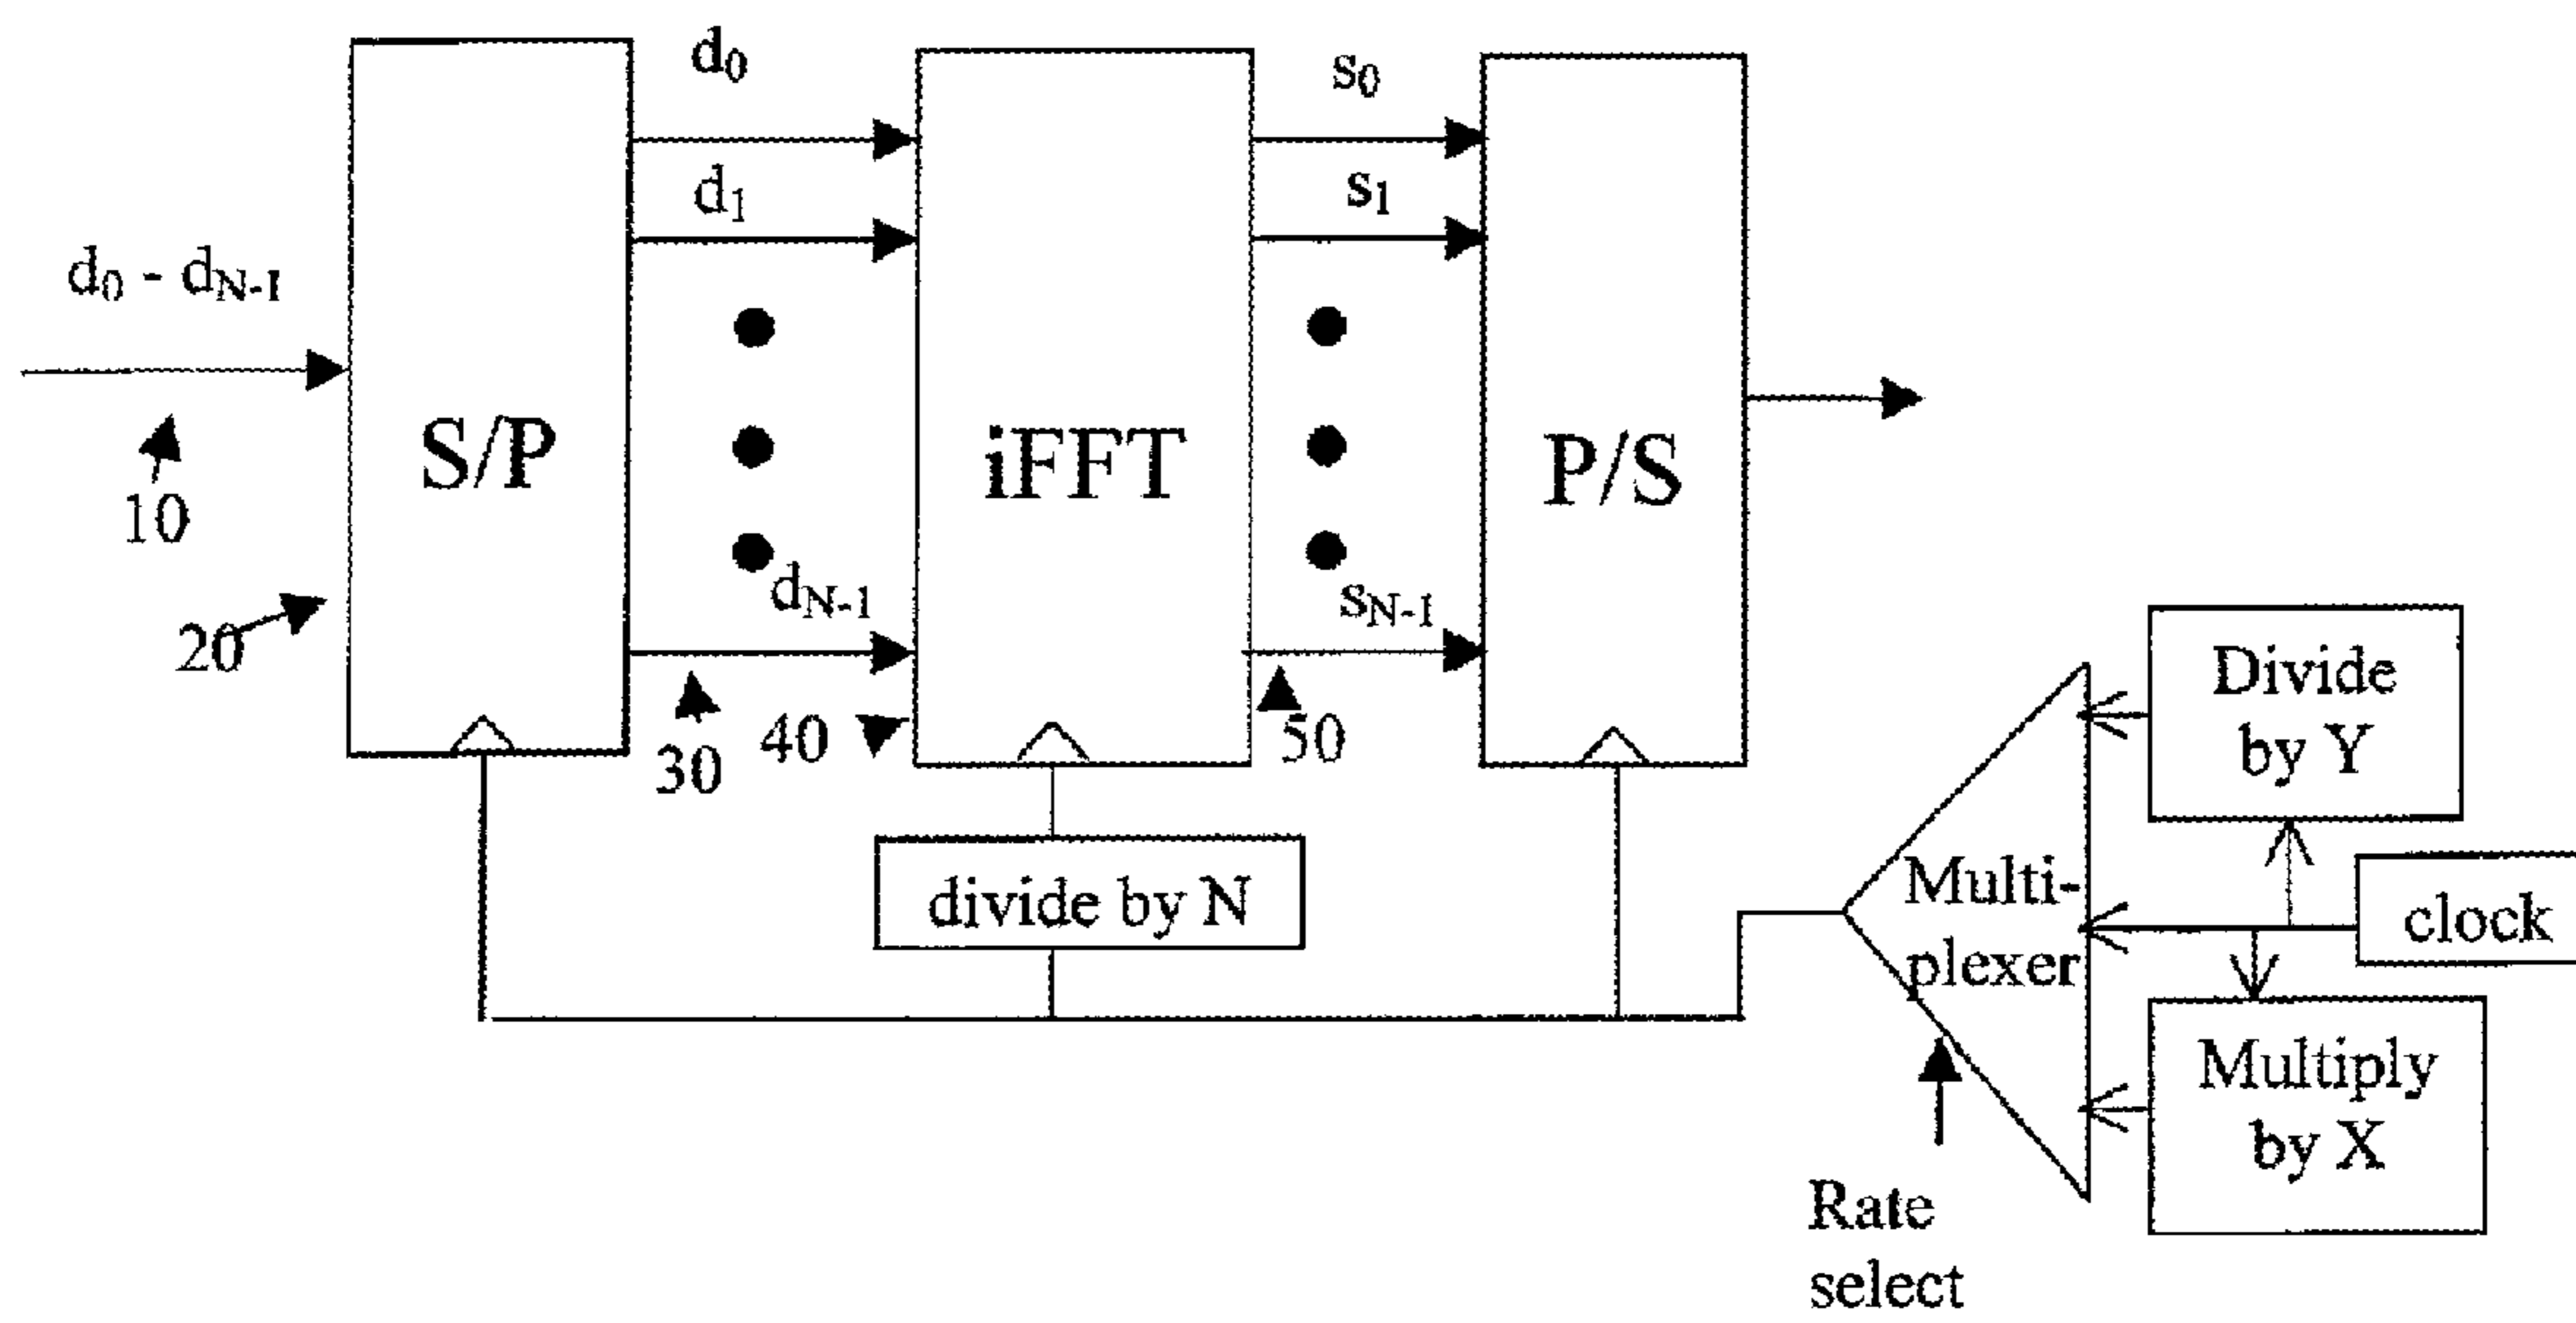 d₀ - dN-1
10
20
S/P
d₀
d₁
dN-1
30
40
iFFT
divide by N
s₀
s₁
sN-1
50
P/S
Multi-
plexer
Rate
select
Divide
by Y
clock
Multiply
by X